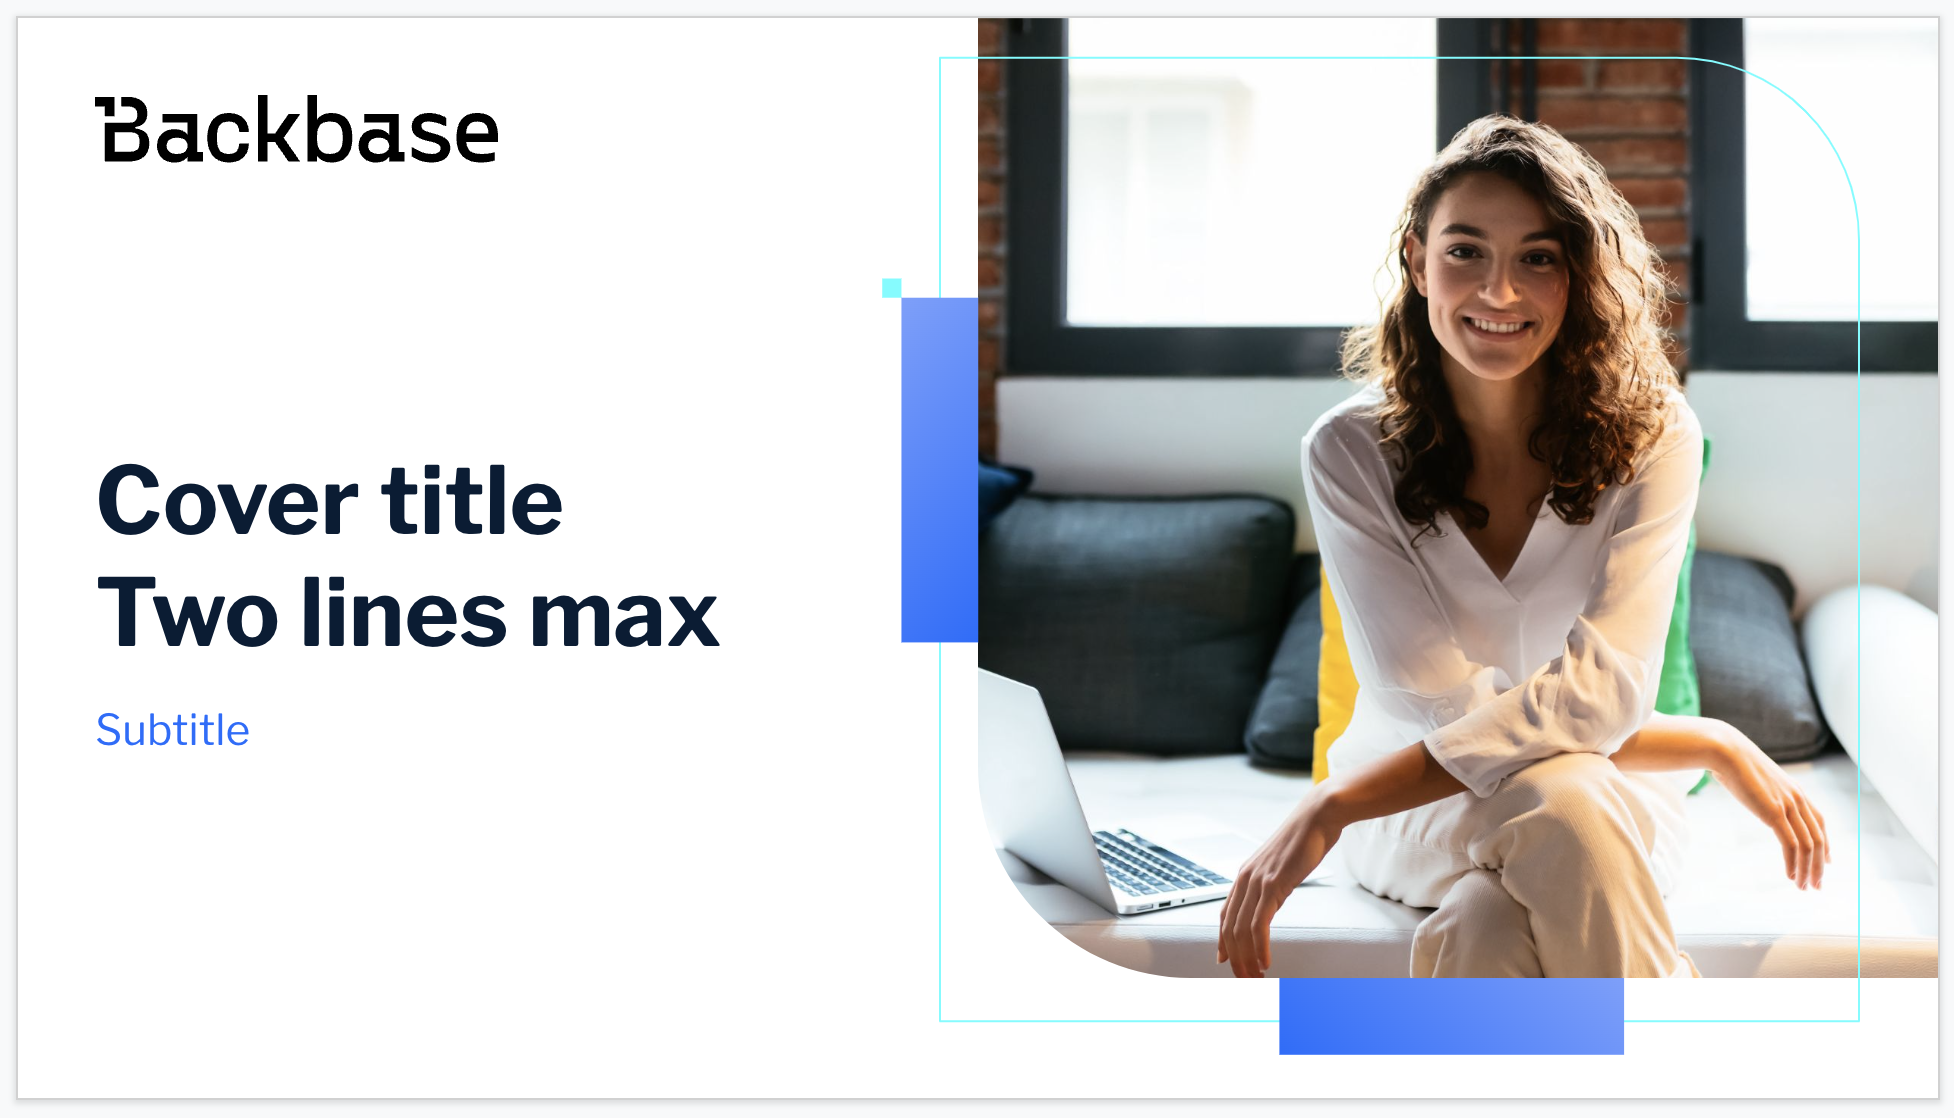 Backbase
Cover title
Two lines max
Subtitle